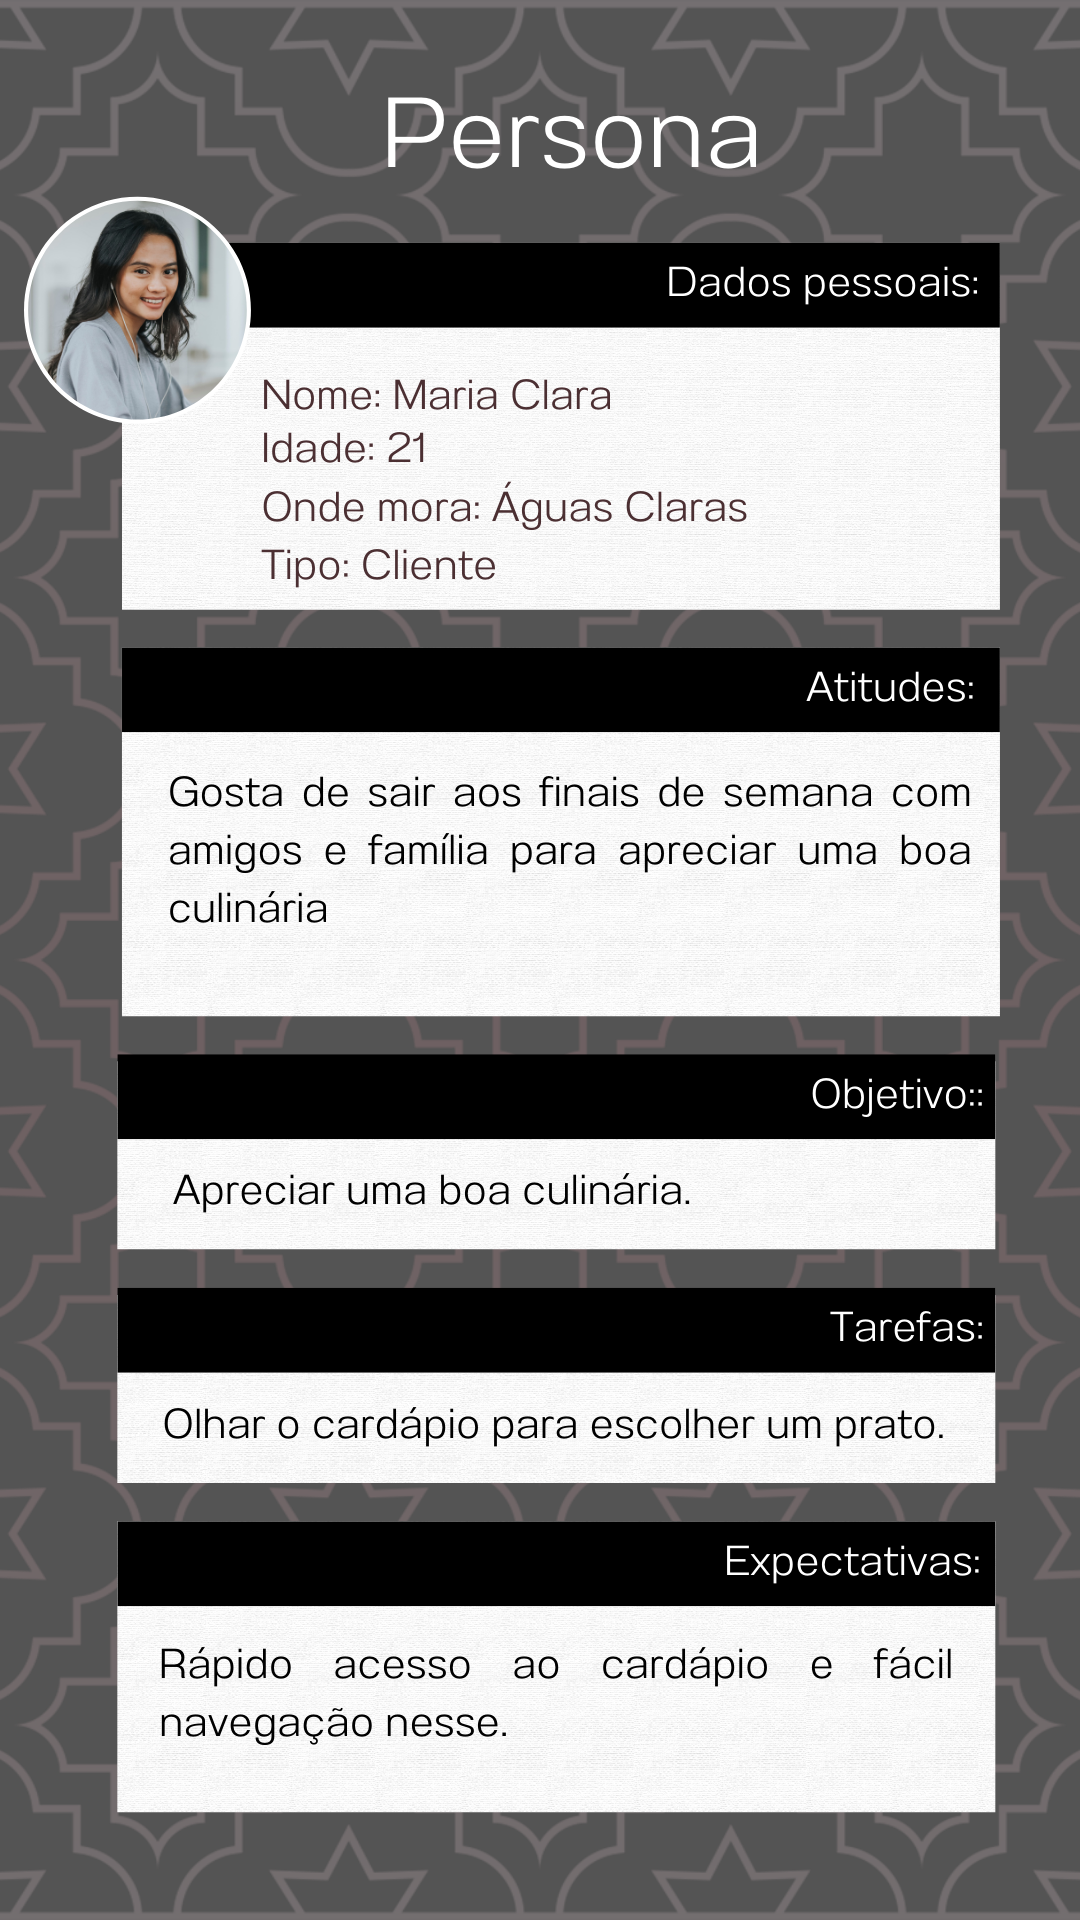 Persona
Dados pessoais:
Nome: Maria Clara
Idade: 21
Onde mora: Águas Claras
Tipo: Cliente
Atitudes:
Gosta de sair aos finais de semana com
amigos e família para apreciar uma boa
culinária
Objetivo::
Apreciar uma boa culinária.
Tarefas:
Olhar o cardápio para escolher um prato.
Expectativas:
Rápido acesso ao cardápio e fácil
navegação nesse.